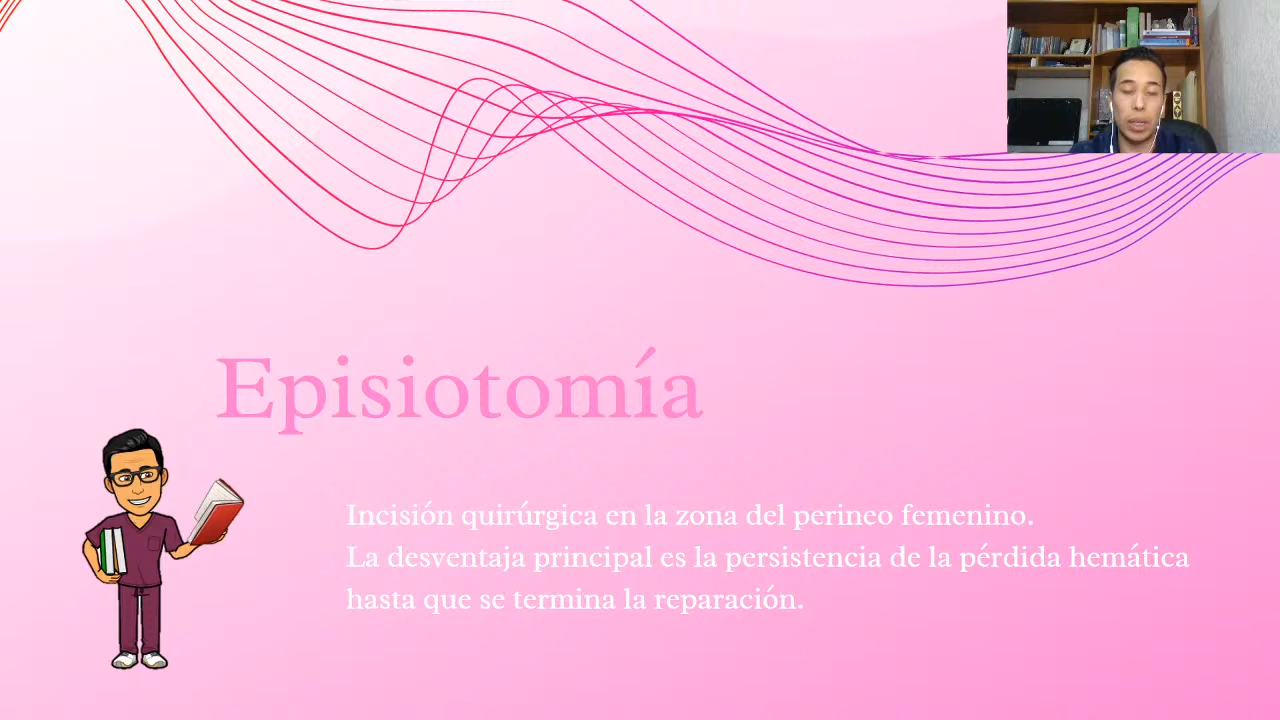 Episiotomía
Incisión quirúrgica en la zona del perineo femenino.
La desventaja principal es la persistencia de la pérdida hemática
hasta que se termina la reparación.